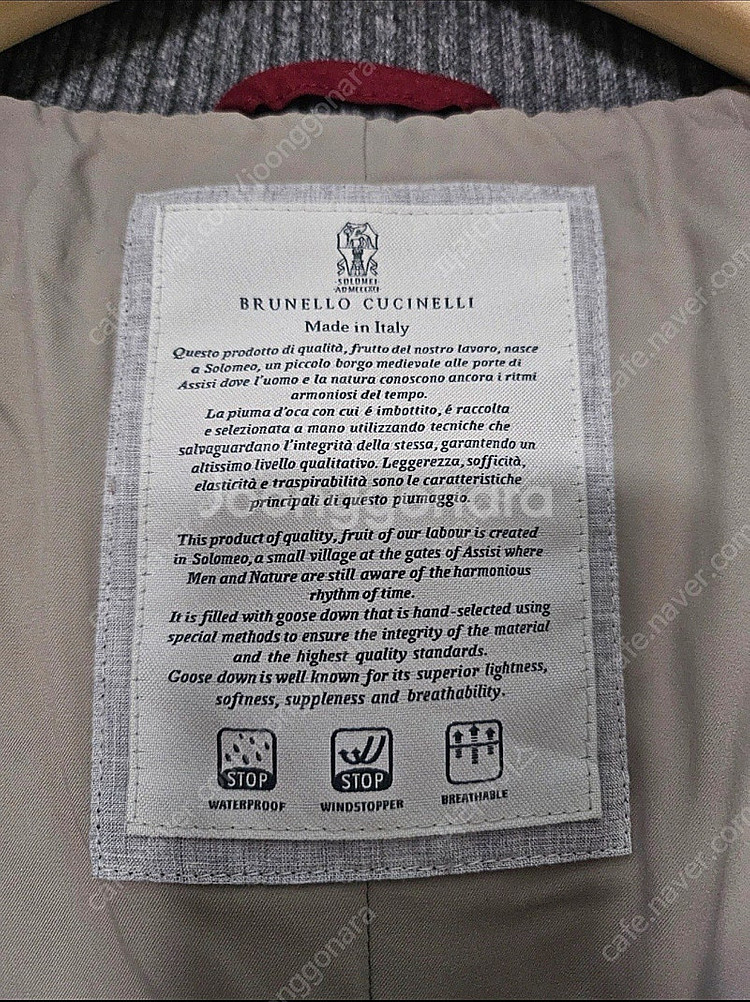 SOLOMEI
BRUNELLO CUCINELLI
Made in Italy
Questo prodotto di qualità, frutto del nostro lavoro, nasce
a Solomeo, un piccolo borgo medievale alle porte di
Assisi dove l'uomo e la natura conoscono ancora i ritmi
armoniosi del tempo.
La piuma d'oca con cui é imbottito, é raccolta
e selezionata a mano utilizzando tecniche che
salvaguardano l'integrità della stessa, garantendo un
altissimo livello qualitativo. Leggerezza, sofficità,
elasticità e traspirabilità sono le caratteristiche
principali di questo piumaggio.
Joonggonara
This product of quality, fruit of our labour is created
in Solomeo, a small village at the gates of Assisi where
Men and Nature are still aware of the harmonious
rhythm of time.
It is filled with goose down that is hand-selected using
special methods to ensure the integrity of the material
and the highest quality standards.
Goose down is well known for its superior lightness,
softness, suppleness and breathability.
STOP
WATERPROOF
STOP
WINDSTOPPER
BREATHABLE
cafe.naver.com/joonggonara